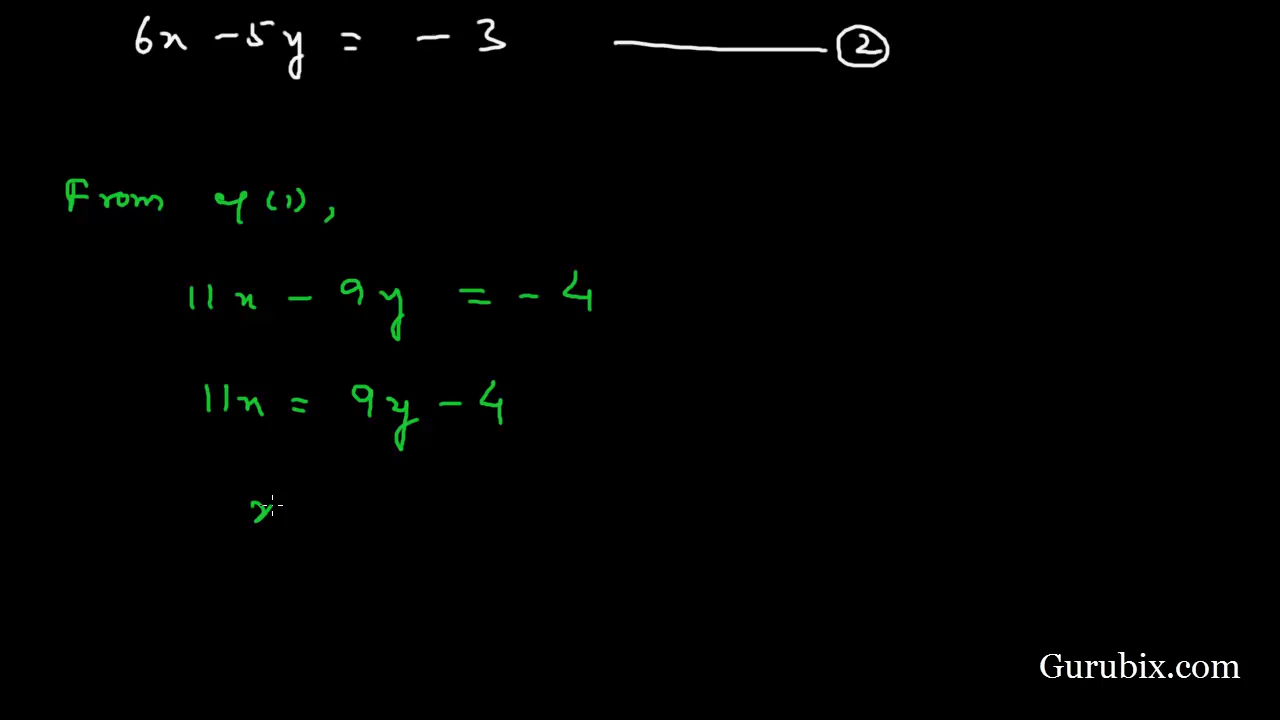 6x - 5y = - 3 ——— ②
From eq (1),
11x - 9y = - 4
11x = 9y - 4
x
Gurubix.com